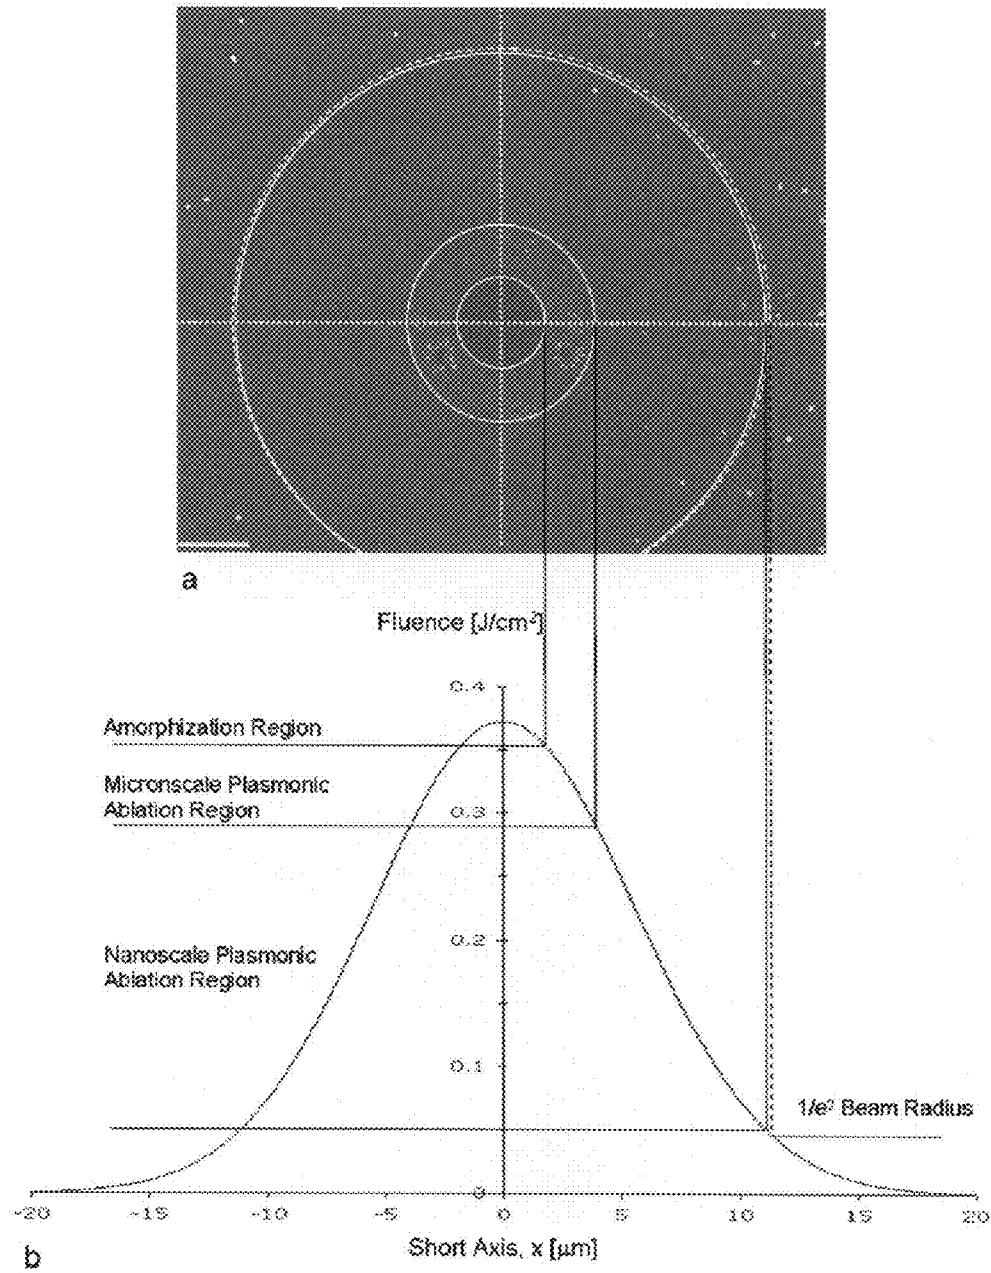 a
Fluence [J/cm²]
0.4
Amorphization Region
Micronscale Plasmonic
Ablation Region
0.3
0.2
Nanoscale Plasmonic
Ablation Region
0.1
1/e² Beam Radius
0
-20 -15 -10 -5 0 5 10 15 20
Short Axis, x [μm]
b